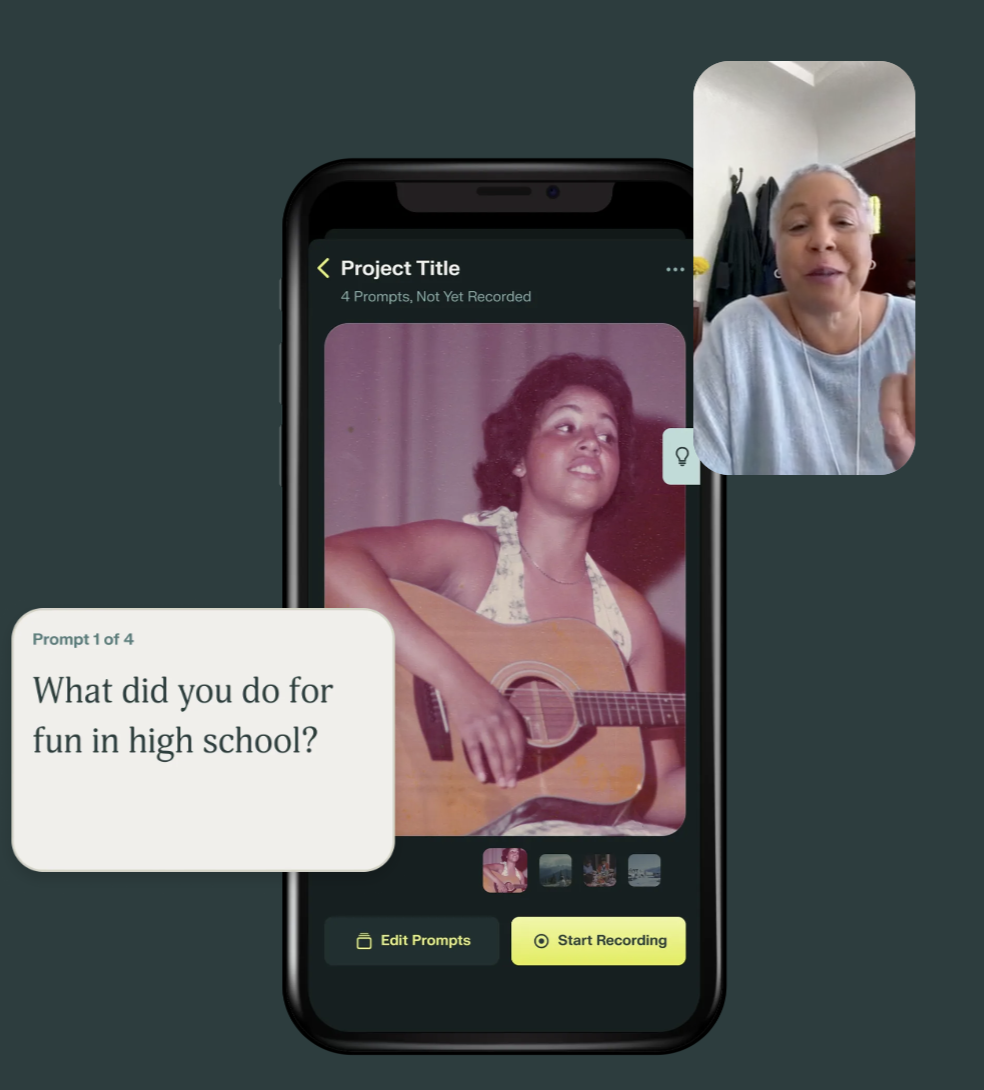 Project Title
4 Prompts, Not Yet Recorded
Prompt 1 of 4
What did you do for
fun in high school?
Edit Prompts
Start Recording